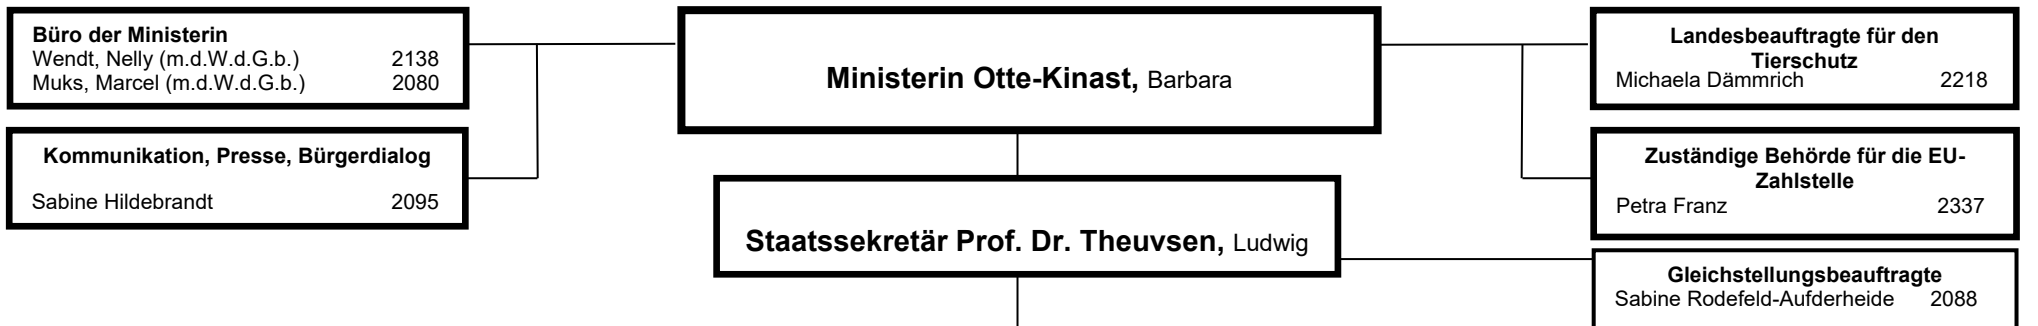 Büro der Ministerin
Wendt, Nelly (m.d.W.d.G.b.) 2138
Muks, Marcel (m.d.W.d.G.b.) 2080
Kommunikation, Presse, Bürgerdialog
Sabine Hildebrandt 2095
Ministerin Otte-Kinast, Barbara
Staatssekretär Prof. Dr. Theuvsen, Ludwig
Landesbeauftragte für den
Tierschutz
Michaela Dämmrich 2218
Zuständige Behörde für die EU-
Zahlstelle
Petra Franz 2337
Gleichstellungsbeauftragte
Sabine Rodefeld-Aufderheide 2088